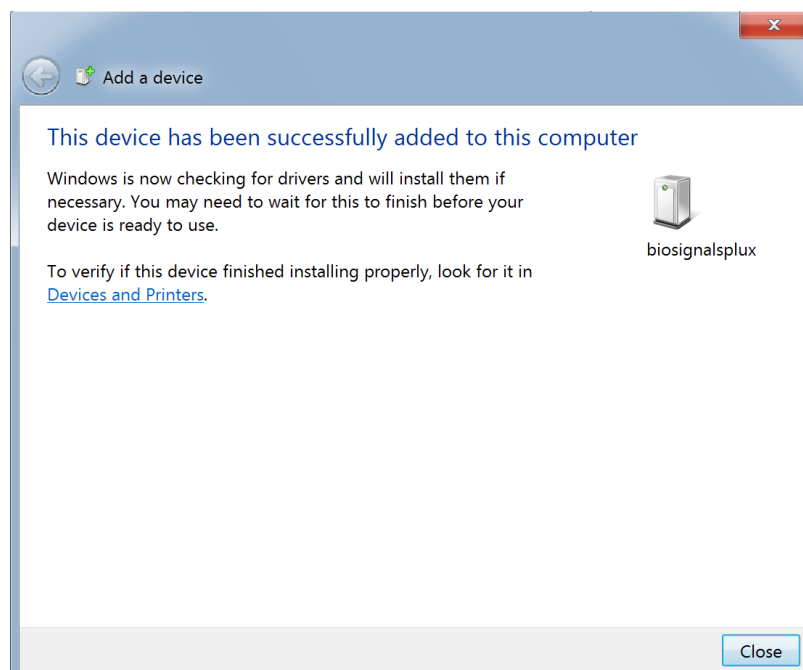 Add a device
This device has been successfully added to this computer
Windows is now checking for drivers and will install them if
necessary. You may need to wait for this to finish before your
device is ready to use.
biosignalsplux
To verify if this device finished installing properly, look for it in
Devices and Printers.
Close